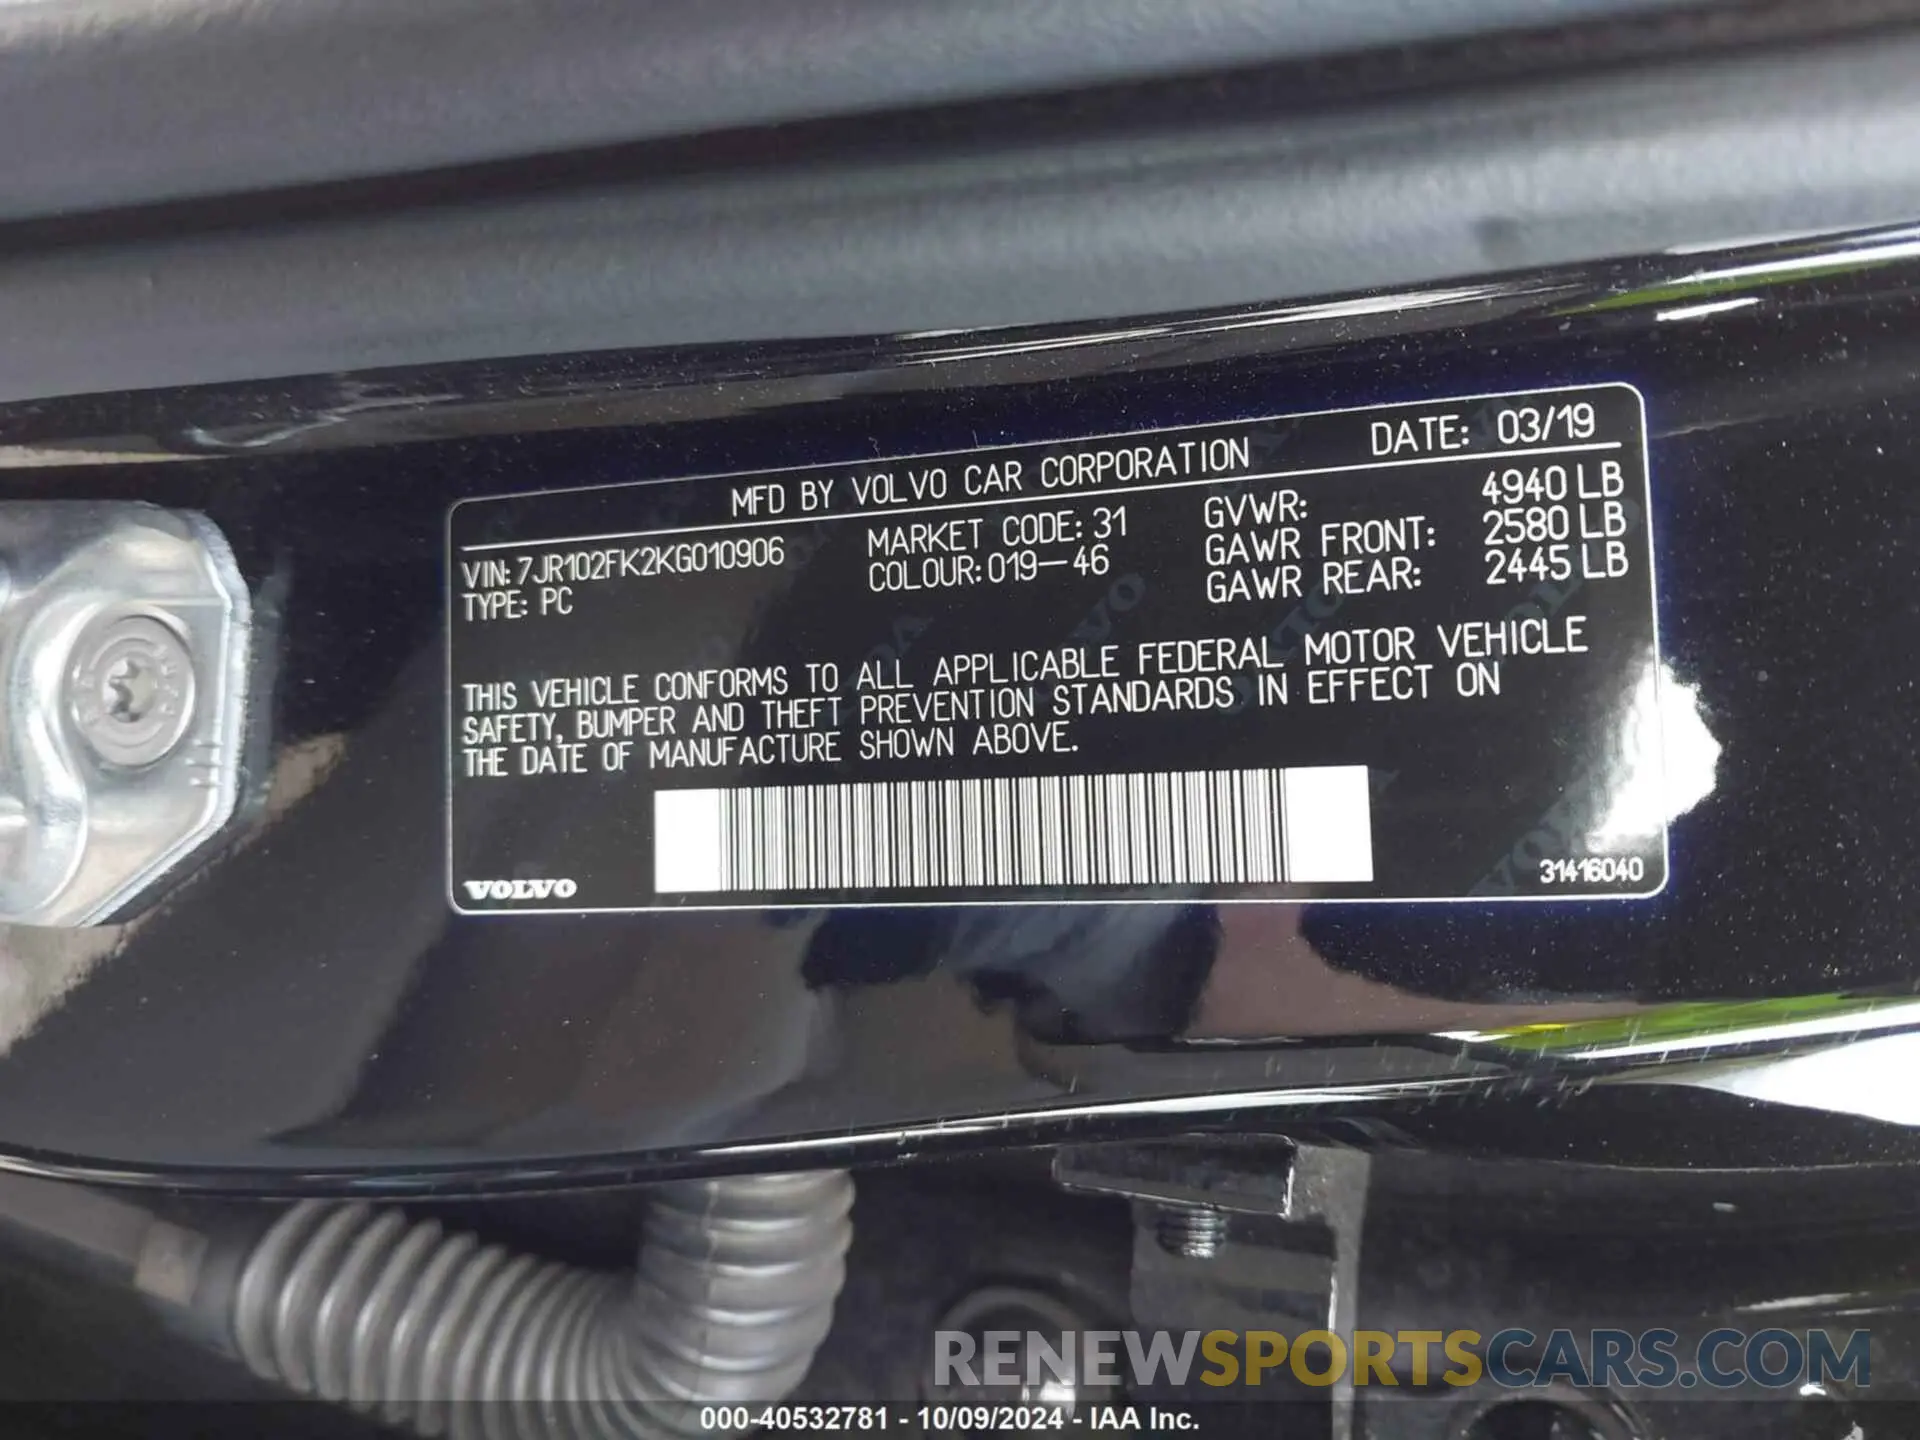 MFD BY VOLVO CAR CORPORATION DATE: 03/19
VIN: 7JR102FK2KG010906 MARKET CODE: 31 GVWR: 4940 LB
TYPE: PC COLOUR: 019-46 GAWR FRONT: 2580 LB
GAWR REAR: 2445 LB
THIS VEHICLE CONFORMS TO ALL APPLICABLE FEDERAL MOTOR VEHICLE
SAFETY, BUMPER AND THEFT PREVENTION STANDARDS IN EFFECT ON
THE DATE OF MANUFACTURE SHOWN ABOVE.
VOLVO
31416040
RENEWSPORTSCARS.COM
000-40532781 - 10/09/2024 - IAA Inc.